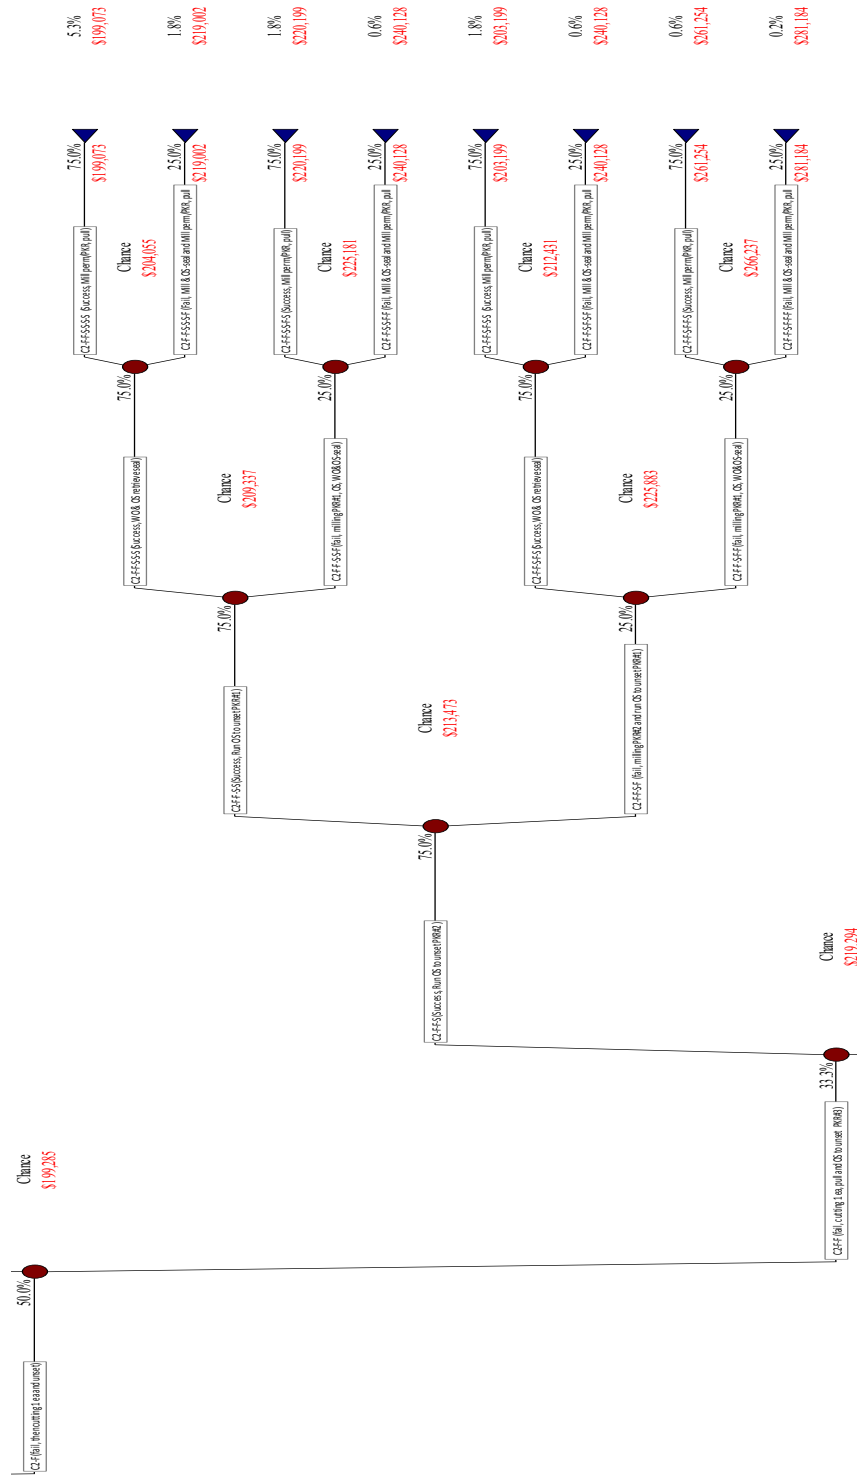 5.3%
$199,073
1.8%
$219,002
1.8%
$220,199
0.6%
$240,128
1.8%
$203,199
0.6%
$240,128
0.6%
$261,254
0.2%
$281,184
75.0%
$199,073
25.0%
$219,002
75.0%
$220,199
25.0%
$240,128
75.0%
$203,199
25.0%
$240,128
75.0%
$261,254
25.0%
$281,184
C2-F-F-S-S-S-S (Success, Mill perm/PKR, pull)
Chance
$204,055
C2-F-F-S-S-S-F (Fail, Mill & OS-seal and Mill perm/PKR, pull
C2-F-F-S-S-F-S (Success, Mill perm/PKR, pull)
Chance
$225,181
C2-F-F-S-S-F-F (Fail, Mill & OS-seal and Mill perm/PKR, pull
C2-F-F-S-F-S-S (Success, Mill perm/PKR, pull)
Chance
$212,431
C2-F-F-S-F-S-F (Fail, Mill & OS-seal and Mill perm/PKR, pull
C2-F-F-S-F-F-S (Success, Mill perm/PKR, pull)
Chance
$266,237
C2-F-F-S-F-F-F (Fail, Mill & OS-seal and Mill perm/PKR, pull
75.0%
25.0%
75.0%
25.0%
C2-F-F-S-S-S (Success, WO & OS retrieve seal)
Chance
$209,337
C2-F-F-S-S-F (fail, milling PKR#1, OS, WO&OS-seal)
C2-F-F-S-F-S (Success, WO & OS retrieve seal)
Chance
$225,883
C2-F-F-S-F-F (fail, milling PKR#1, OS, WO&OS-seal)
75.0%
25.0%
C2-F-F-S-S (Success, Run OS to unset PKR#1)
Chance
$213,473
C2-F-F-S-F (fail, milling PKR#2 and run OS to unset PKR#1)
75.0%
C2-F-F-S (Success, Run OS to unset PKR#2)
Chance
$219,294
33.3%
C2-F-F (fail, cutting 1 ea, pull and OS to unset PKR#3)
Chance
$199,285
50.0%
C2-F (fail, then cutting 1 ea and unset)